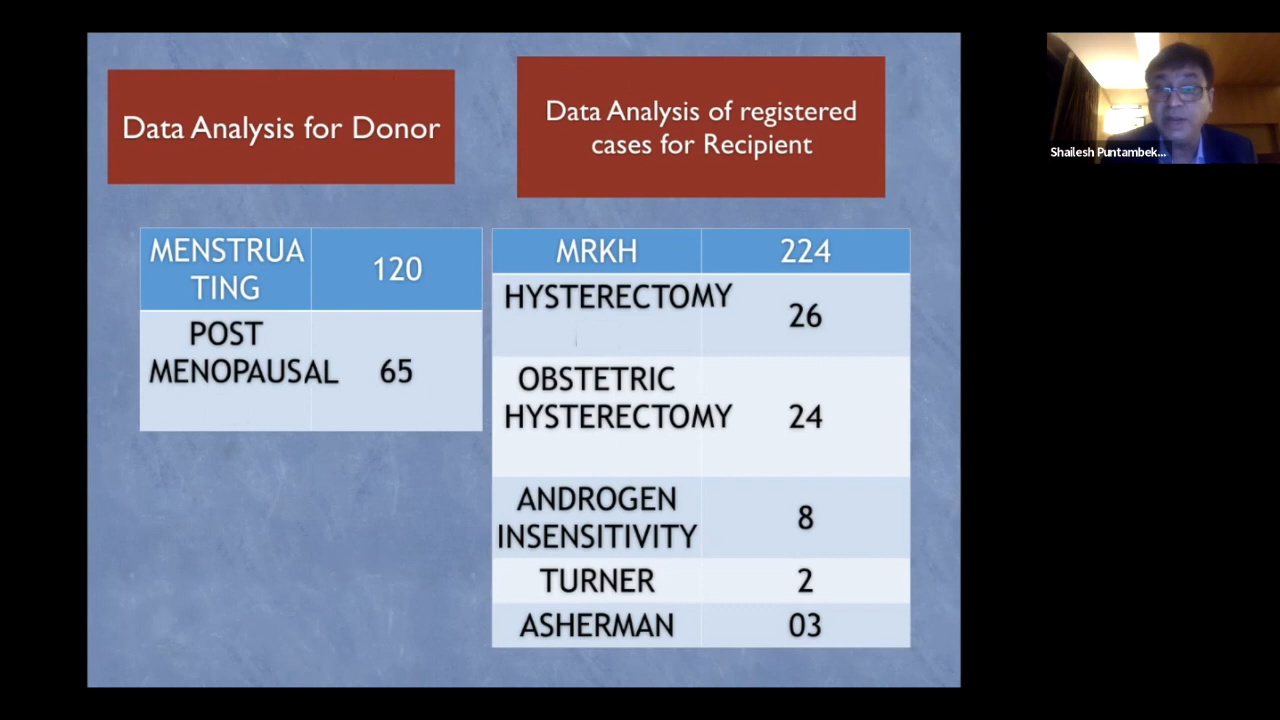 Data Analysis for Donor
Data Analysis of registered
cases for Recipient
MENSTRUA
TING
120
POST
MENOPAUSAL
65
MRKH
224
HYSTERECTOMY
26
OBSTETRIC
HYSTERECTOMY
24
ANDROGEN
INSENSITIVITY
8
TURNER
2
ASHERMAN
03
Shailesh Puntambek...